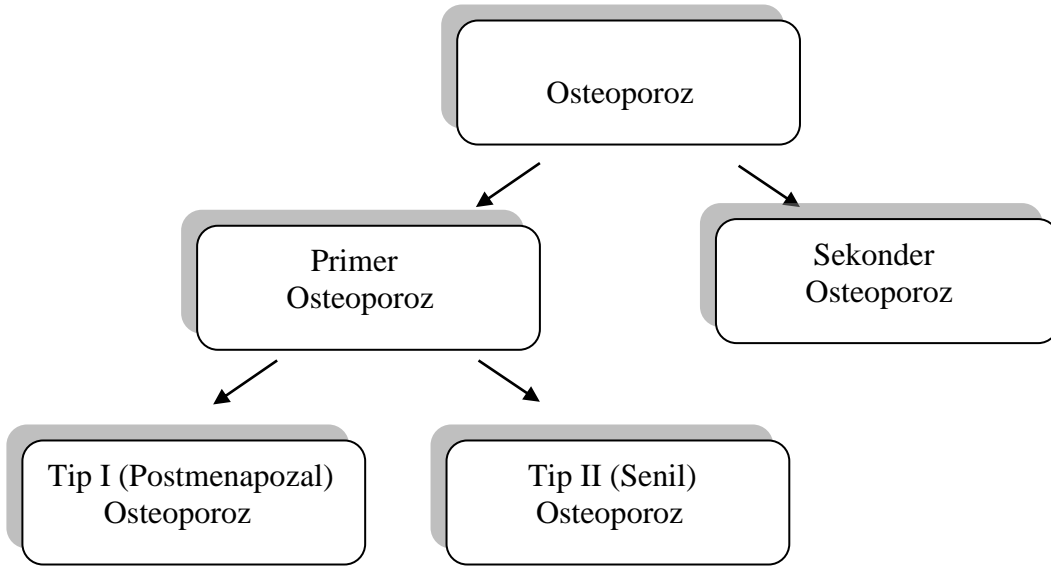 Osteoporoz
Primer
Osteoporoz
Sekonder
Osteoporoz
Tip I (Postmenapozal)
Osteoporoz
Tip II (Senil)
Osteoporoz